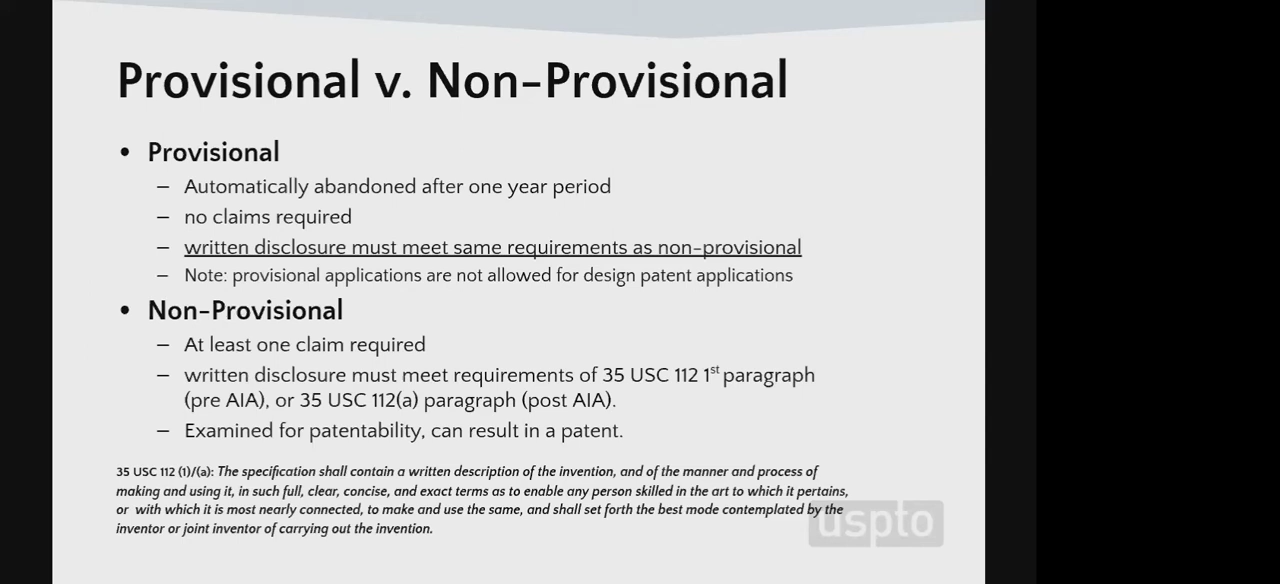 Provisional v. Non-Provisional
• Provisional
– Automatically abandoned after one year period
– no claims required
– written disclosure must meet same requirements as non-provisional
– Note: provisional applications are not allowed for design patent applications
• Non-Provisional
– At least one claim required
– written disclosure must meet requirements of 35 USC 112 1st paragraph
(pre AIA), or 35 USC 112(a) paragraph (post AIA).
– Examined for patentability, can result in a patent.
35 USC 112 (1)/(a): The specification shall contain a written description of the invention, and of the manner and process of
making and using it, in such full, clear, concise, and exact terms as to enable any person skilled in the art to which it pertains,
or with which it is most nearly connected, to make and use the same, and shall set forth the best mode contemplated by the
inventor or joint inventor of carrying out the invention.
uspto